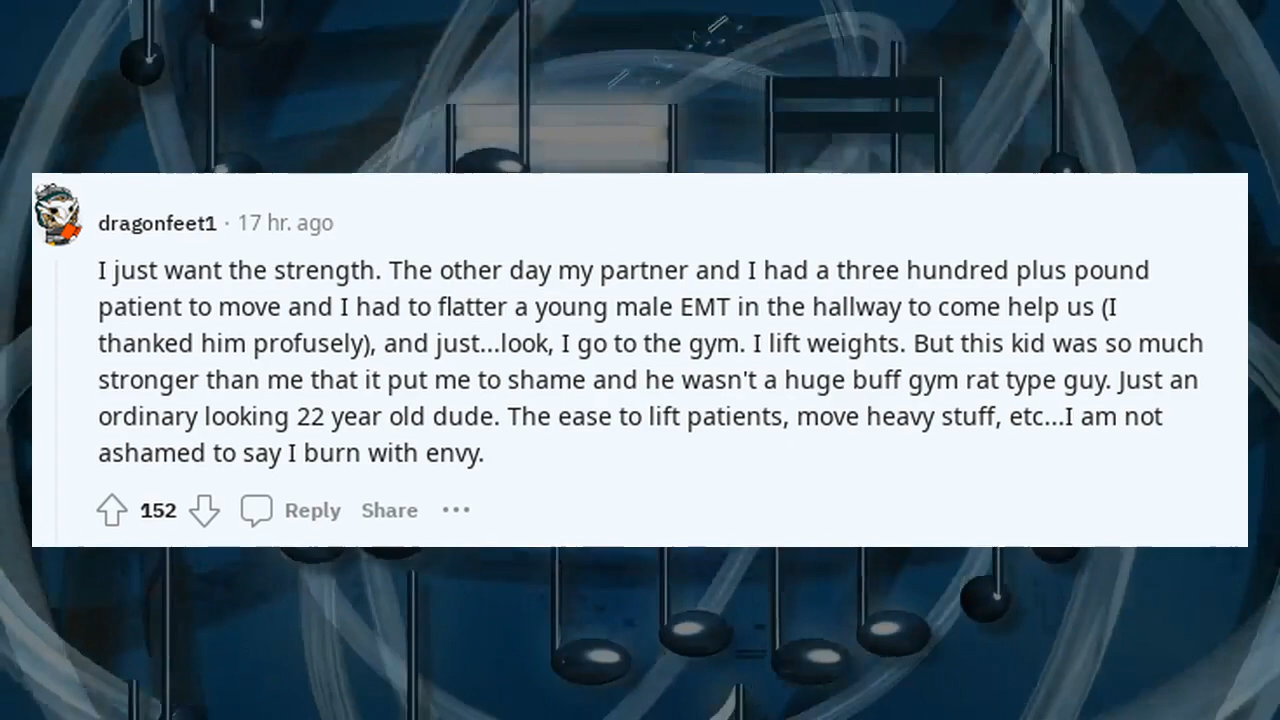 dragonfeet1 · 17 hr. ago
I just want the strength. The other day my partner and I had a three hundred plus pound
patient to move and I had to flatter a young male EMT in the hallway to come help us (I
thanked him profusely), and just...look, I go to the gym. I lift weights. But this kid was so much
stronger than me that it put me to shame and he wasn't a huge buff gym rat type guy. Just an
ordinary looking 22 year old dude. The ease to lift patients, move heavy stuff, etc...I am not
ashamed to say I burn with envy.
152 Reply Share ···